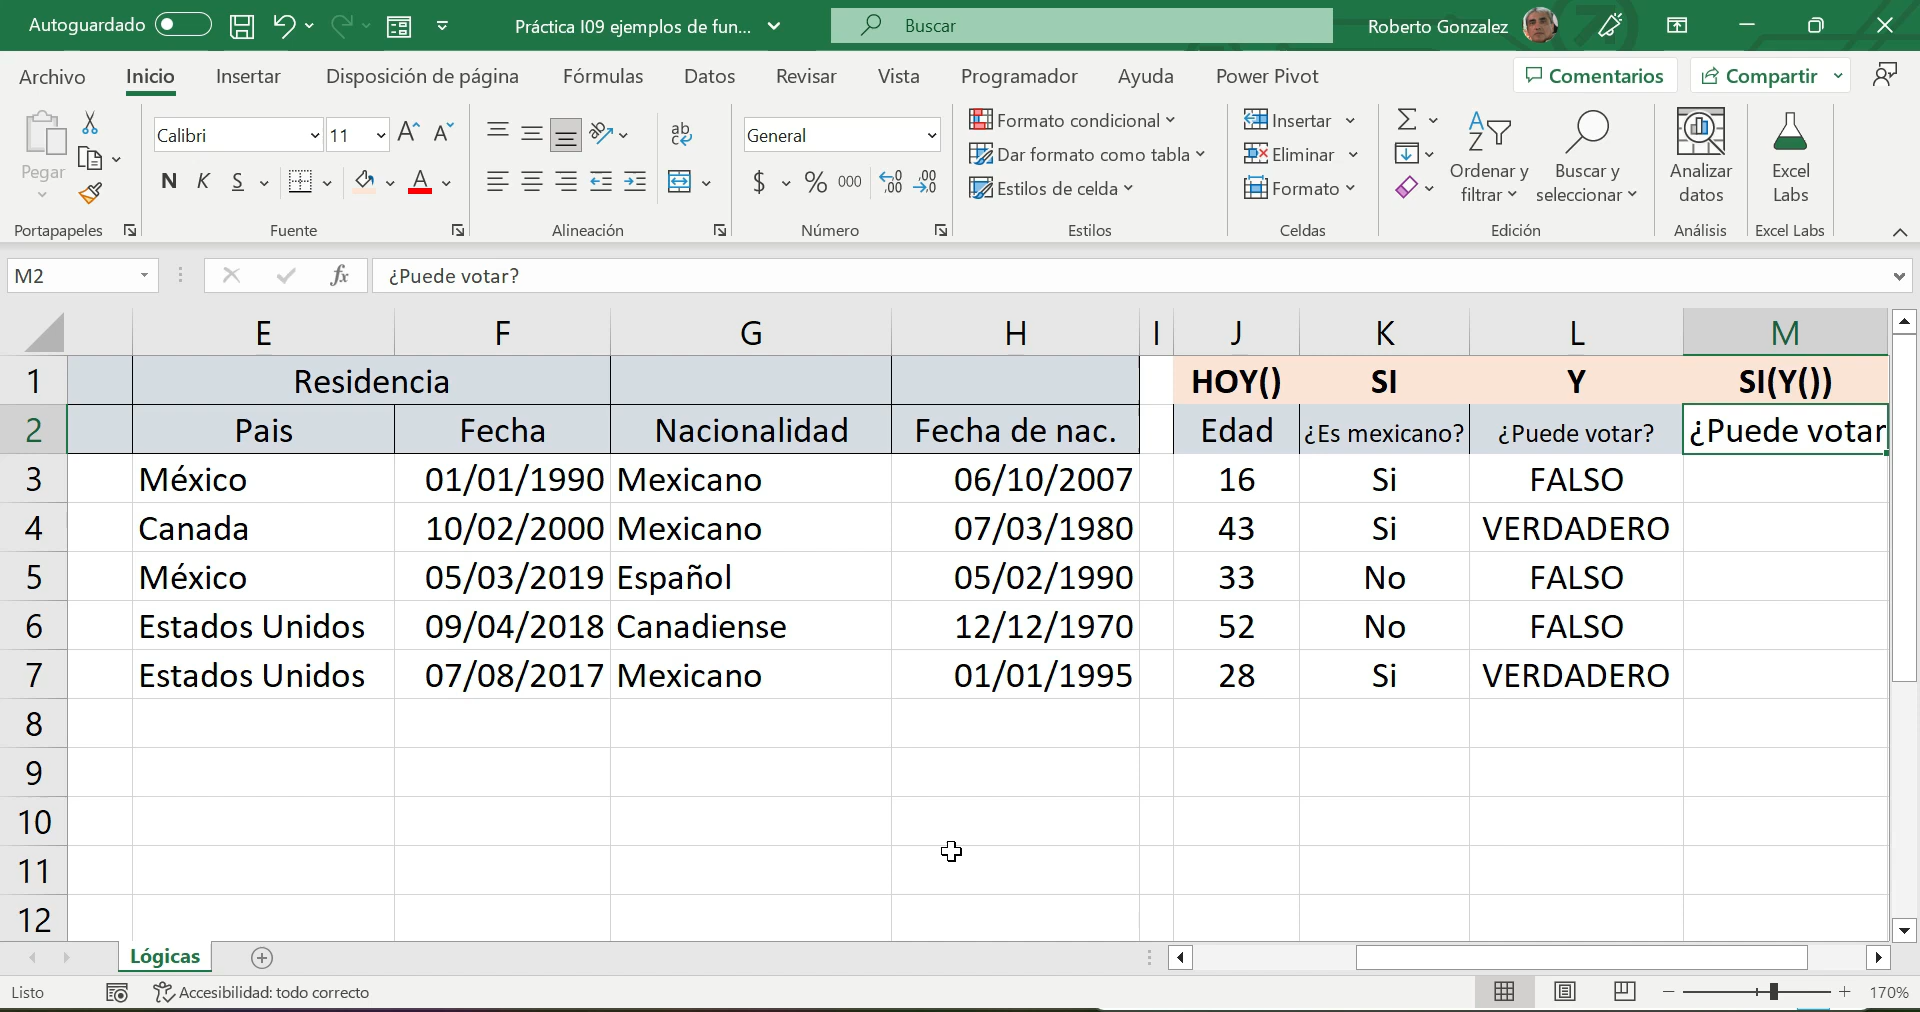 Autoguardado Práctica I09 ejemplos de fun... Buscar Roberto Gonzalez
Archivo Inicio Insertar Disposición de página Fórmulas Datos Revisar Vista Programador Ayuda Power Pivot Comentarios Compartir
Pegar
Portapapeles
Calibri 11
N K S
Fuente
ab
Alineación
General
$ % 000 ,00 ,00
Número
Formato condicional
Dar formato como tabla
Estilos de celda
Estilos
Insertar
Eliminar
Formato
Celdas
Ordenar y filtrar
Buscar y seleccionar
Edición
Analizar datos
Análisis
Excel Labs
Excel Labs
M2 fx ¿Puede votar?
E F G H I J K L M
1 Residencia HOY() SI Y SI(Y())
2 Pais Fecha Nacionalidad Fecha de nac. Edad ¿Es mexicano? ¿Puede votar? ¿Puede votar
3 México 01/01/1990 Mexicano 06/10/2007 16 Si FALSO
4 Canada 10/02/2000 Mexicano 07/03/1980 43 Si VERDADERO
5 México 05/03/2019 Español 05/02/1990 33 No FALSO
6 Estados Unidos 09/04/2018 Canadiense 12/12/1970 52 No FALSO
7 Estados Unidos 07/08/2017 Mexicano 01/01/1995 28 Si VERDADERO
8
9
10
11
12
Lógicas
Listo Accesibilidad: todo correcto 170%